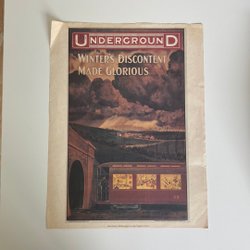 UNDERGROUND
WINTER'S DISCONTENT
MADE GLORIOUS